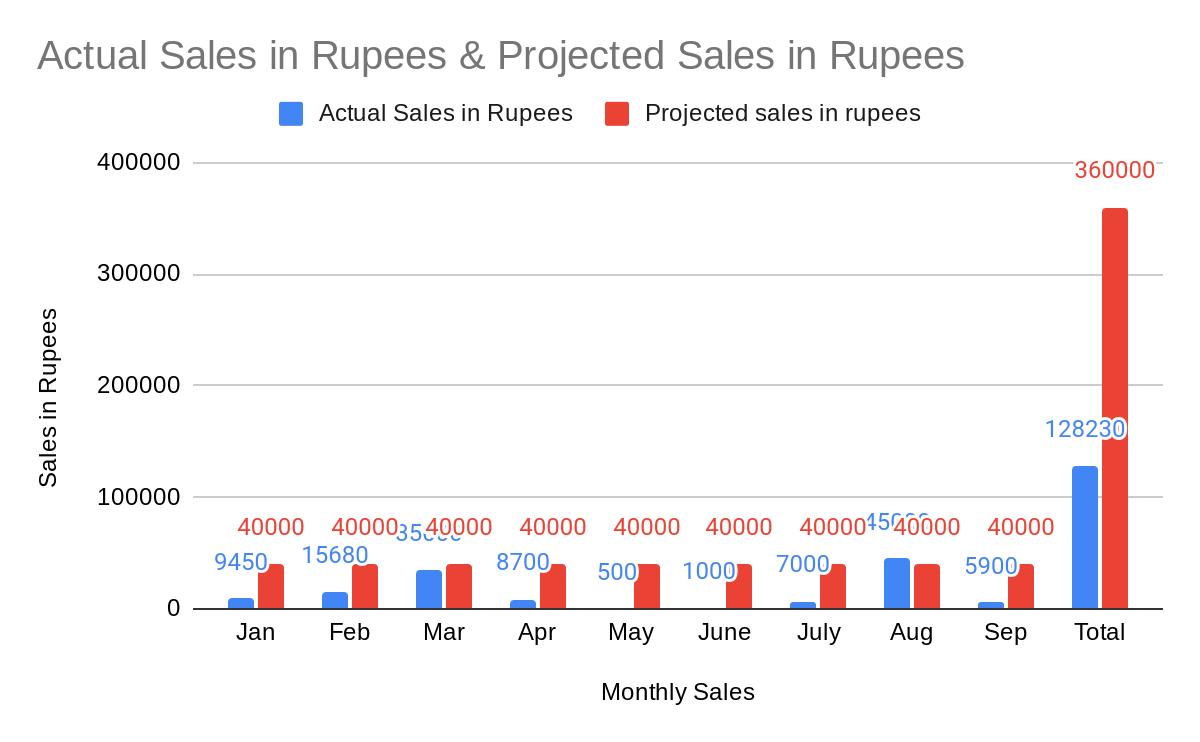 Actual Sales in Rupees & Projected Sales in Rupees
Actual Sales in Rupees Projected sales in rupees
400000
360000
300000
200000
128230
100000
40000 40000 40000 40000 40000 40000 40000 40000 40000
9450 15680 8700 500 1000 7000 5900
0
Jan Feb Mar Apr May June July Aug Sep Total
Sales in Rupees
Monthly Sales